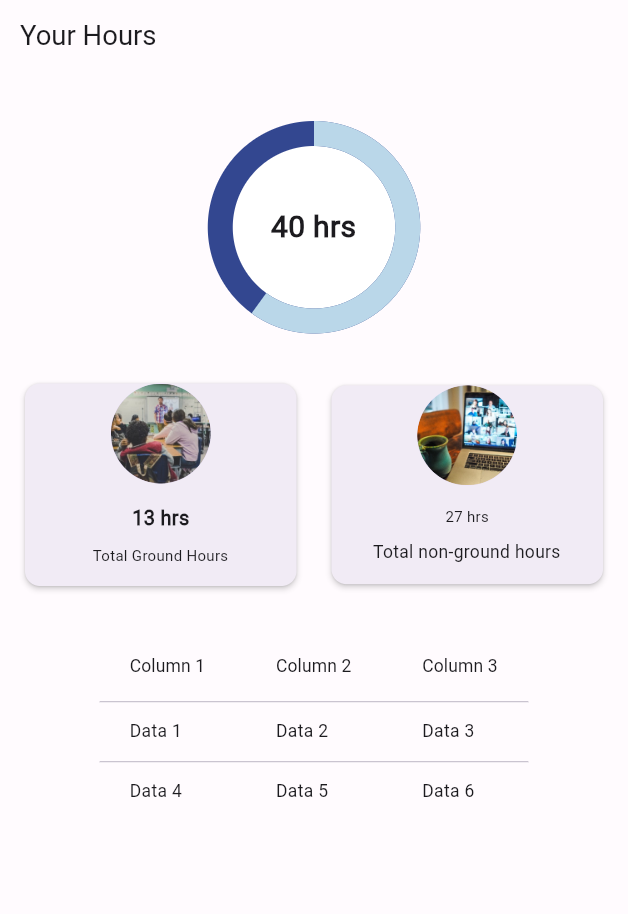 Your Hours
40 hrs
13 hrs
Total Ground Hours
27 hrs
Total non-ground hours
Column 1 Column 2 Column 3
Data 1 Data 2 Data 3
Data 4 Data 5 Data 6